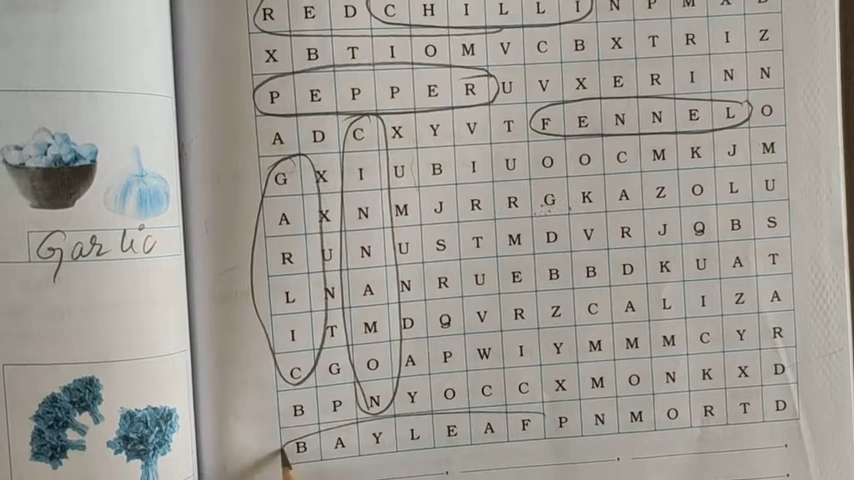 R E D C H I L L I N P M X B
X B T I O M V C B X T R I Z
P E P P E R U V X E R I N N
A D C X Y V T F E N N E L O
G X I U B I U O O C M K J M
A X N M J R R G K A Z O L U
R U N U S T M D V R J Q B S
L N A N R U E B B D K U A T
I T M D Q V R Z C A L I Z A
C G O A P W I Y M M M C Y R
B P N Y O C C X M O N K X D
B A Y L E A F P N M O R T D
Garlic